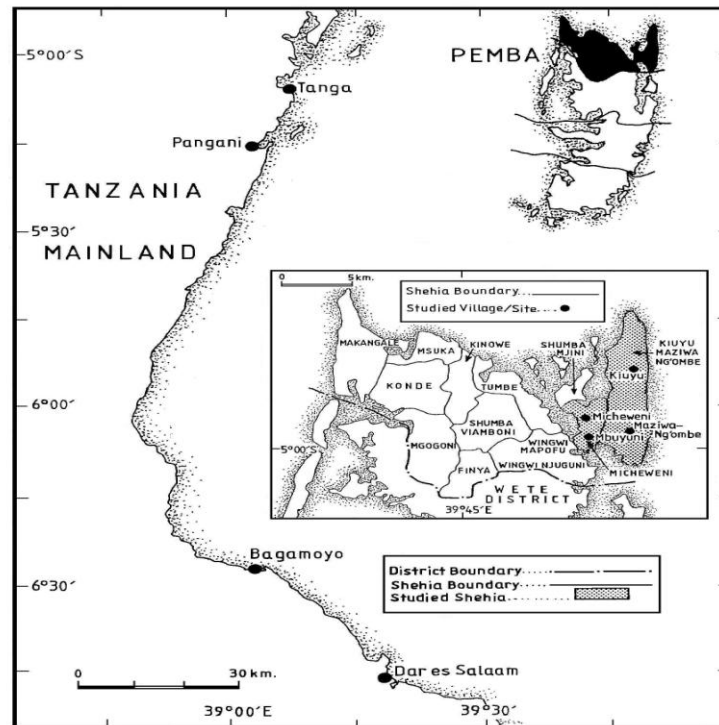 5°00'S
PEMBA
Tanga
Pangani
TANZANIA
MAINLAND
5°30'
0 5km.
Shehia Boundary
Studied Village/Site
MAKANGALE
MSUKA
KINOWE
SHUMBA
MJINI
KIUYU
MAZIWA
NG'OMBE
KONDE
TUMBE
Kiuyu
6°00'
Micheweni
SHUMBA
VIAMBONI
Maziwa-
Ng'ombe
Mbuyuni
5°00'S
MGOGONI
WINGWI
MAPOFU
FINYA
WINGWI NJUGUNI
MICHEWENI
WETE
DISTRICT
39°45'E
Bagamoyo
6°30'
District Boundary
Shehia Boundary
Studied Shehia
0 30km.
Dar es Salaam
39°00'E
39°30'